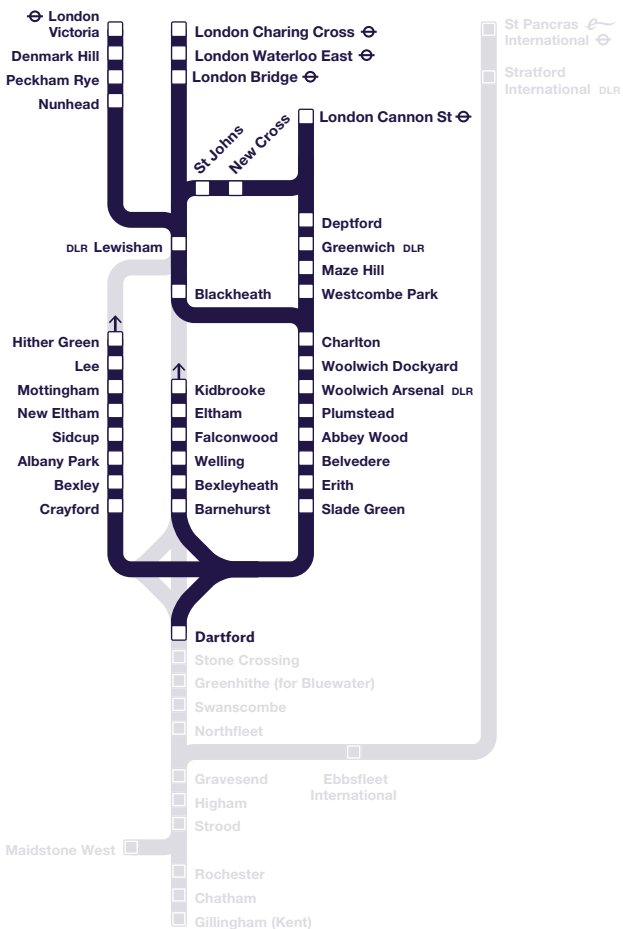 London
Victoria
Denmark Hill
Peckham Rye
Nunhead
London Charing Cross
London Waterloo East
London Bridge
St Johns
New Cross
London Cannon St
St Pancras
International
Stratford
International DLR
DLR Lewisham
Blackheath
Deptford
Greenwich DLR
Maze Hill
Westcombe Park
Hither Green
Lee
Mottingham
New Eltham
Sidcup
Albany Park
Bexley
Crayford
Kidbrooke
Eltham
Falconwood
Welling
Bexleyheath
Barnehurst
Charlton
Woolwich Dockyard
Woolwich Arsenal DLR
Plumstead
Abbey Wood
Belvedere
Erith
Slade Green
Dartford
Stone Crossing
Greenhithe (for Bluewater)
Swanscombe
Northfleet
Ebbsfleet
International
Gravesend
Higham
Strood
Maidstone West
Rochester
Chatham
Gillingham (Kent)